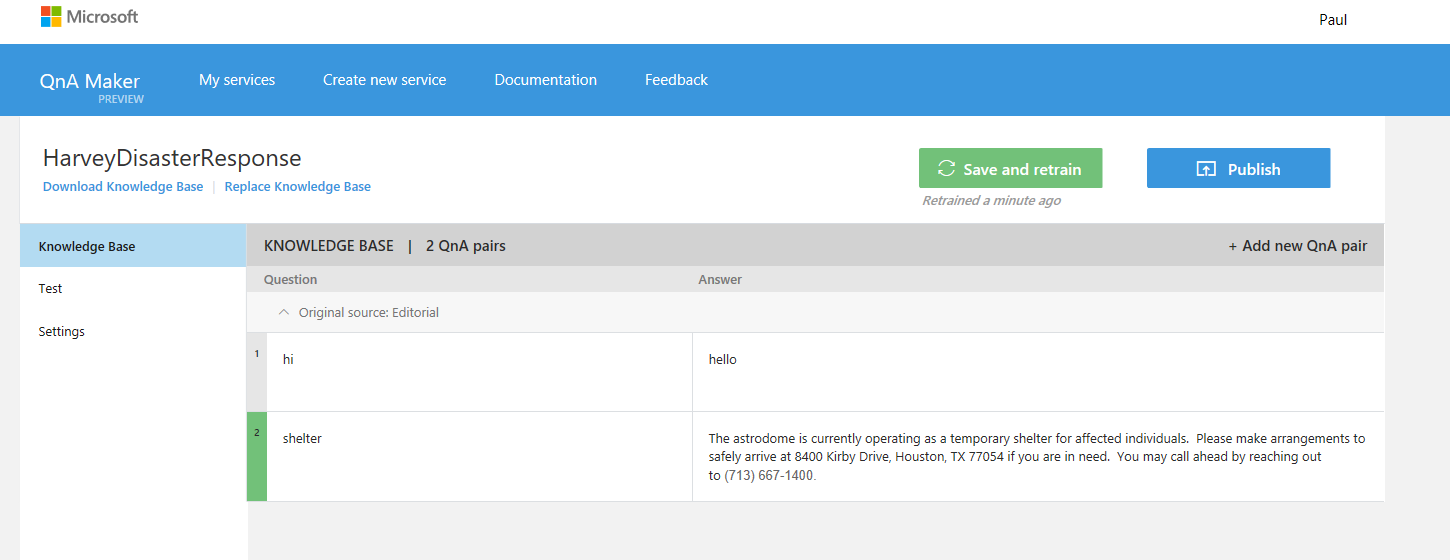 Microsoft
Paul
QnA Maker
PREVIEW
My services
Create new service
Documentation
Feedback
HarveyDisasterResponse
Download Knowledge Base | Replace Knowledge Base
Save and retrain
Publish
Retrained a minute ago
Knowledge Base
Test
Settings
KNOWLEDGE BASE | 2 QnA pairs
+ Add new QnA pair
Question
Answer
Original source: Editorial
1
hi
hello
2
shelter
The astrodome is currently operating as a temporary shelter for affected individuals.  Please make arrangements to
safely arrive at 8400 Kirby Drive, Houston, TX 77054 if you are in need.  You may call ahead by reaching out
to (713) 667-1400.